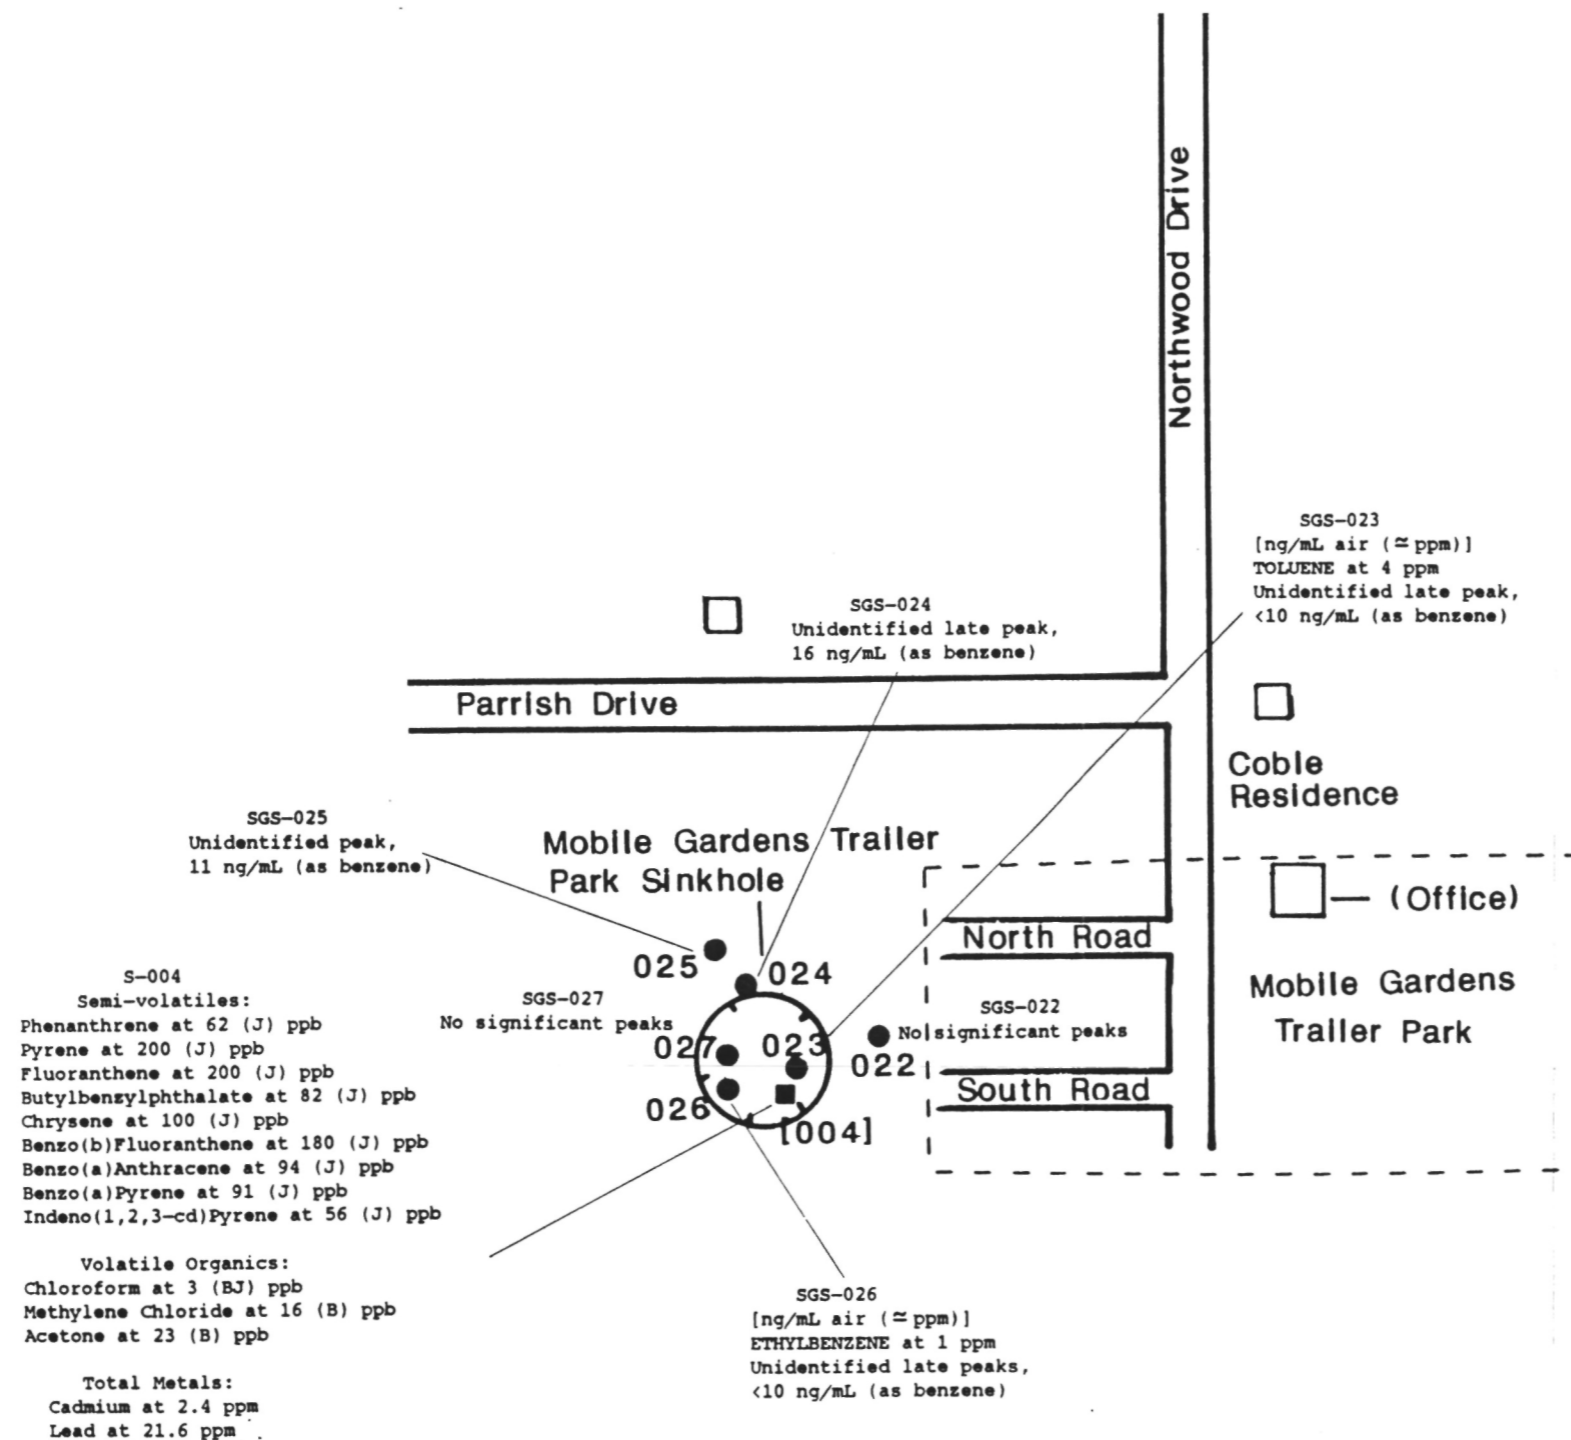 Northwood Drive
SGS-023
[ng/mL air (≃ppm)]
TOLUENE at 4 ppm
Unidentified late peak,
<10 ng/mL (as benzene)
SGS-024
Unidentified late peak,
16 ng/mL (as benzene)
Parrish Drive
Coble
Residence
SGS-025
Unidentified peak,
11 ng/mL (as benzene)
Mobile Gardens Trailer
Park Sinkhole
(Office)
North Road
025
024
Mobile Gardens
Trailer Park
SGS-027
No significant peaks
SGS-022
No significant peaks
027
023
022
026
[004]
South Road
S-004
Semi-volatiles:
Phenanthrene at 62 (J) ppb
Pyrene at 200 (J) ppb
Fluoranthene at 200 (J) ppb
Butylbenzylphthalate at 82 (J) ppb
Chrysene at 100 (J) ppb
Benzo(b)Fluoranthene at 180 (J) ppb
Benzo(a)Anthracene at 94 (J) ppb
Benzo(a)Pyrene at 91 (J) ppb
Indeno(1,2,3-cd)Pyrene at 56 (J) ppb
Volatile Organics:
Chloroform at 3 (BJ) ppb
Methylene Chloride at 16 (B) ppb
Acetone at 23 (B) ppb
Total Metals:
Cadmium at 2.4 ppm
Lead at 21.6 ppm
SGS-026
[ng/mL air (≃ppm)]
ETHYLBENZENE at 1 ppm
Unidentified late peaks,
<10 ng/mL (as benzene)